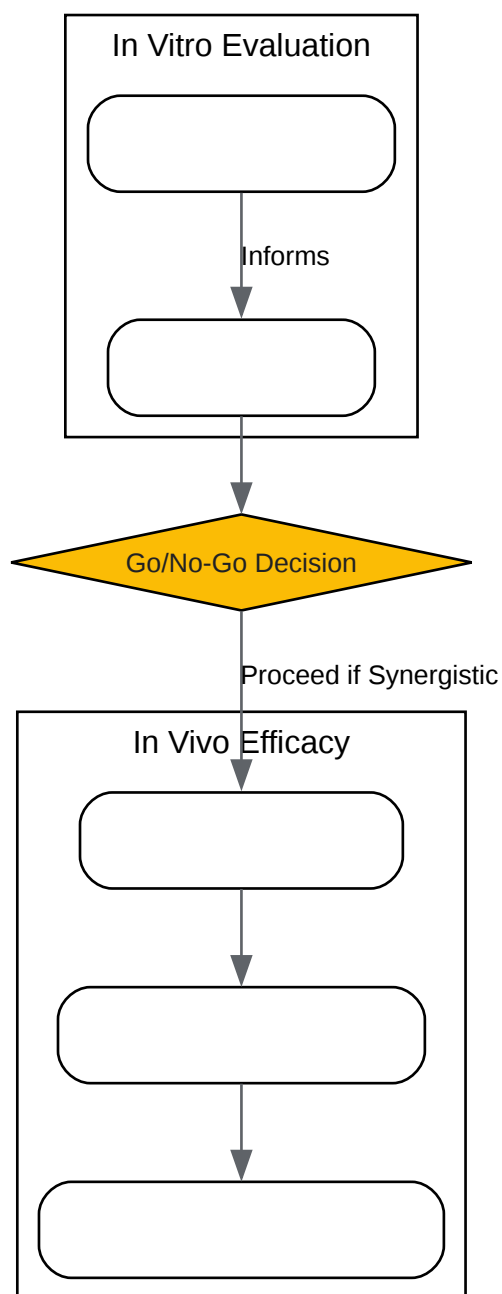 In Vitro Evaluation
Informs
Go/No-Go Decision
Proceed if Synergistic
In Vivo Efficacy